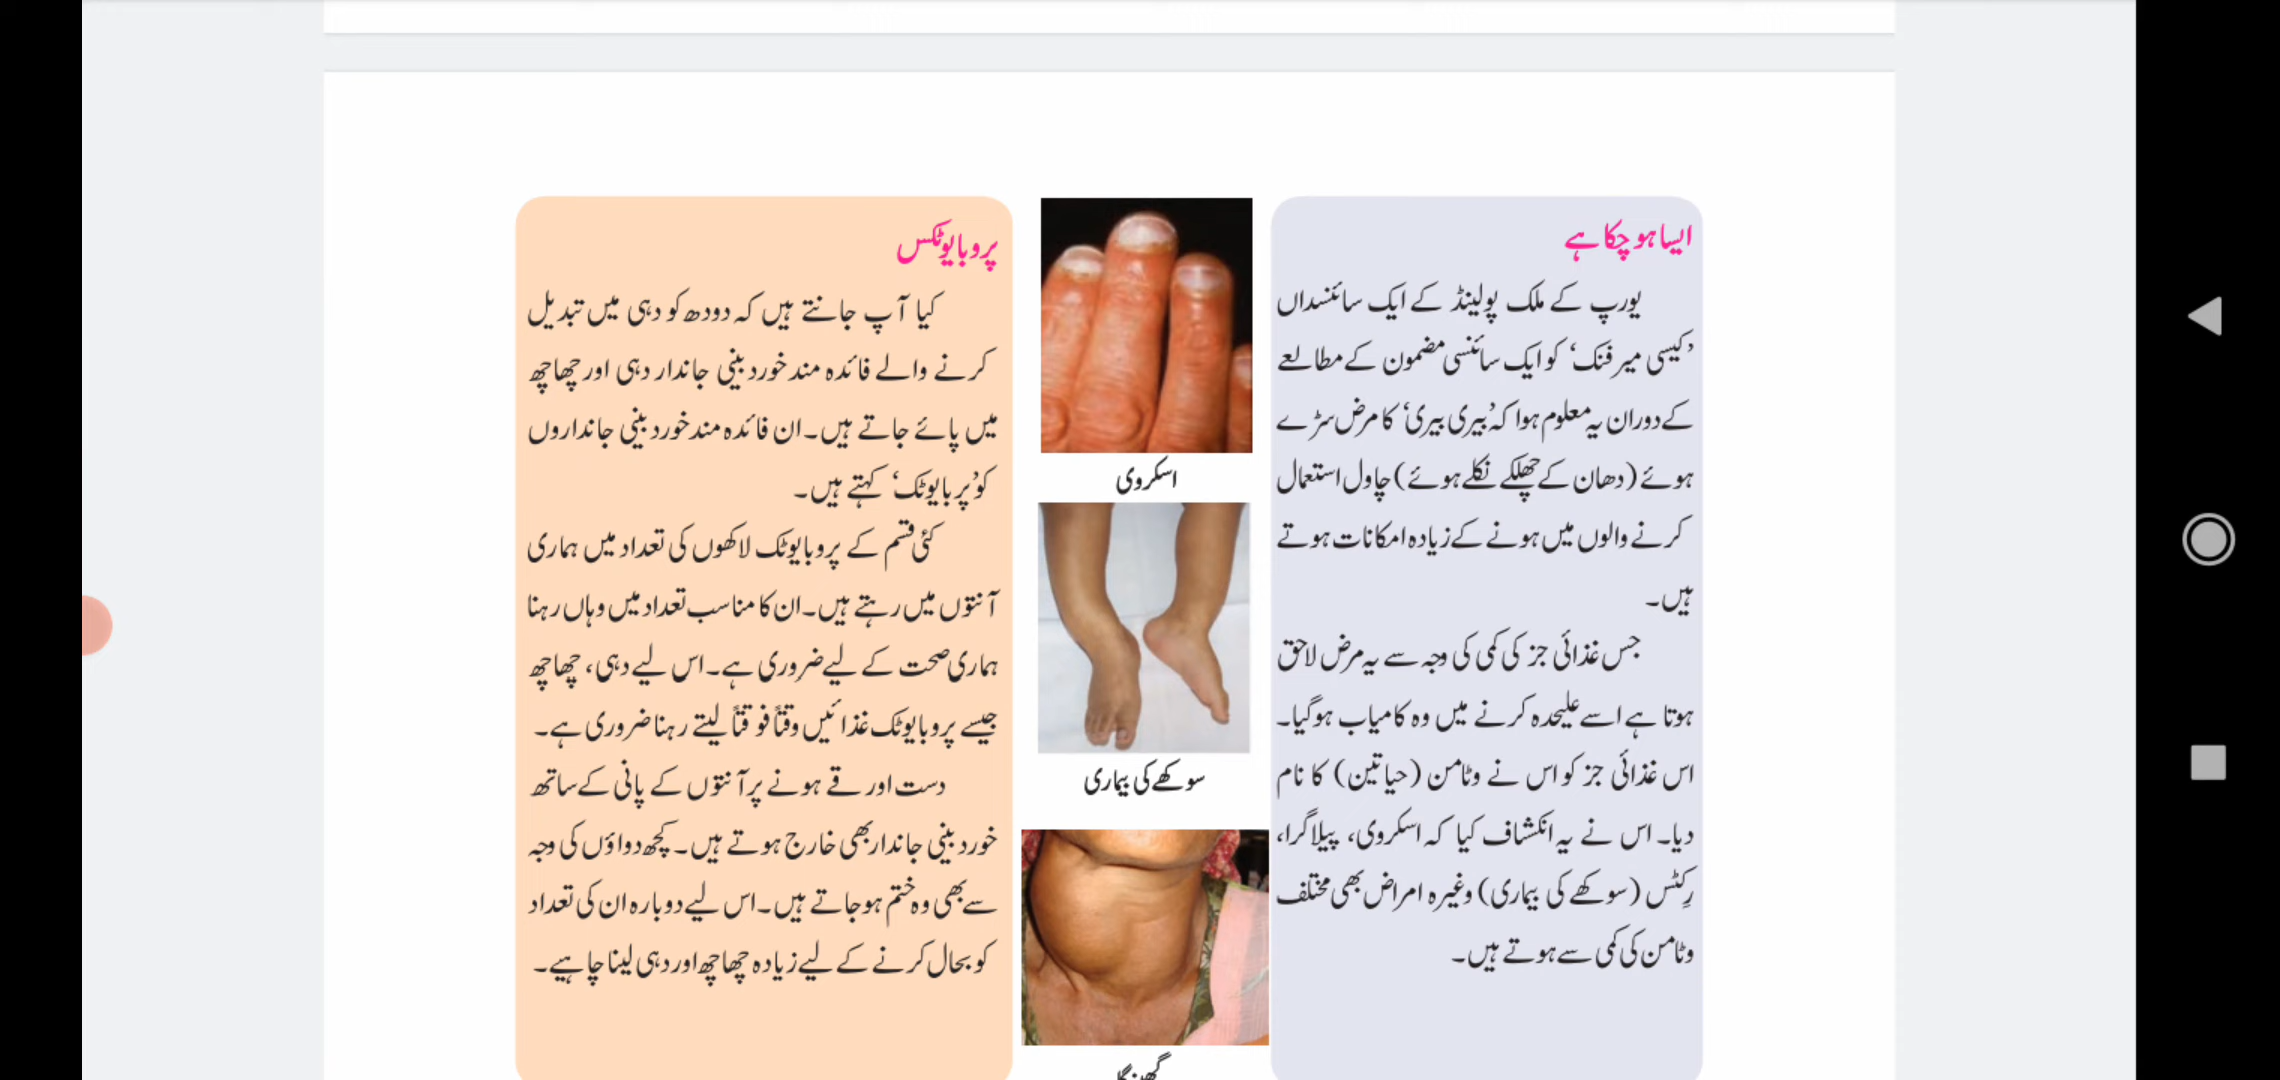 ایسا ہو چکا ہے
یورپ کے ملک پولینڈ کے ایک سائنسداں
’کیسی میر فنک‘ کو ایک سائنسی مضمون کے مطالعے
کے دوران یہ معلوم ہوا کہ ’بیری بیری‘ کا مرض سڑے
ہوئے (دھان کے چھلکے نکلے ہوئے) چاول استعمال
کرنے والوں میں ہونے کے زیادہ امکانات ہوتے
ہیں۔
جس غذائی جز کی کمی کی وجہ سے یہ مرض لاحق
ہوتا ہے اسے علیحدہ کرنے میں وہ کامیاب ہوگیا۔
اس غذائی جز کو اس نے وٹامن (حیاتین) کا نام
دیا۔ اس نے یہ انکشاف کیا کہ اسکروی، پیلاگرا،
رِکٹس (سوکھے کی بیماری) وغیرہ امراض بھی مختلف
وٹامن کی کمی سے ہوتے ہیں۔
اسکروی
سوکھے کی بیماری
پروبایوٹکس
کیا آپ جانتے ہیں کہ دودھ کو دہی میں تبدیل
کرنے والے فائدہ مند خوردبینی جاندار دہی اور چھاچھ
میں پائے جاتے ہیں۔ ان فائدہ مند خوردبینی جانداروں
کو ’پربایوٹک‘ کہتے ہیں۔
کئی قسم کے پروبایوٹک لاکھوں کی تعداد میں ہماری
آنتوں میں رہتے ہیں۔ ان کا مناسب تعداد میں وہاں رہنا
ہماری صحت کے لیے ضروری ہے۔ اس لیے دہی، چھاچھ
جیسے پروبایوٹک غذائیں وقتاً فوقتاً لیتے رہنا ضروری ہے۔
دست اور قے ہونے پر آنتوں کے پانی کے ساتھ
خوردبینی جاندار بھی خارج ہوتے ہیں۔ کچھ دواؤں کی وجہ
سے بھی وہ ختم ہوجاتے ہیں۔ اس لیے دوبارہ ان کی تعداد
کو بحال کرنے کے لیے زیادہ چھاچھ اور دہی لینا چاہیے۔